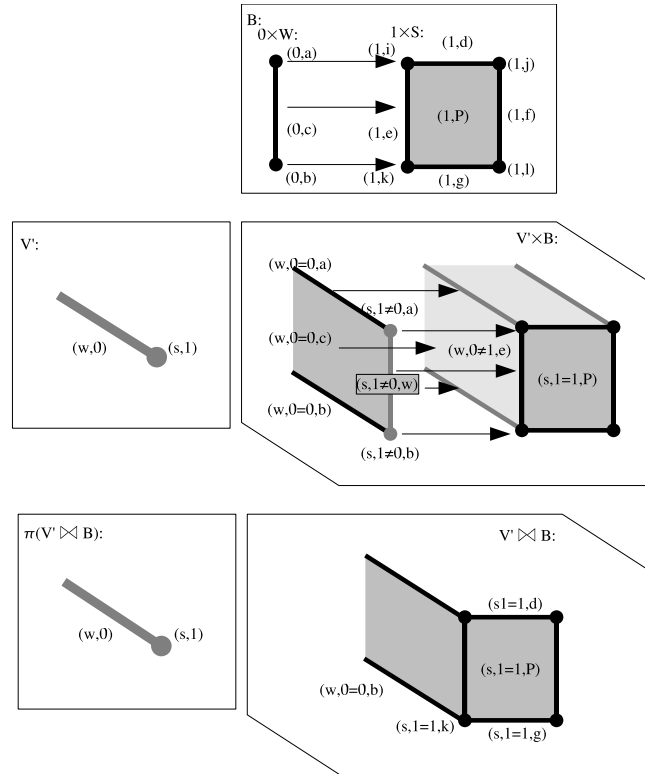 B:
0×W: 1×S:
(0,a) (1,i) (1,d) (1,j)
(0,c) (1,e) (1,P) (1,f)
(0,b) (1,k) (1,g) (1,l)
V':
(w,0) (s,1)
V'×B:
(w,0=0,a)
(s,1≠0,a)
(w,0=0,c) (w,0≠1,e)
(s,1≠0,w) (s,1=1,P)
(w,0=0,b)
(s,1≠0,b)
π(V' ⋈ B):
(w,0) (s,1)
V' ⋈ B:
(s1=1,d)
(s,1=1,P)
(w,0=0,b)
(s,1=1,k) (s,1=1,g)